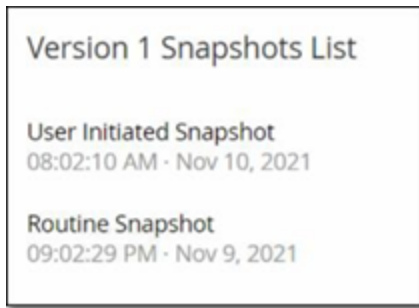 Version 1 Snapshots List
User Initiated Snapshot
08:02:10 AM · Nov 10, 2021
Routine Snapshot
09:02:29 PM · Nov 9, 2021